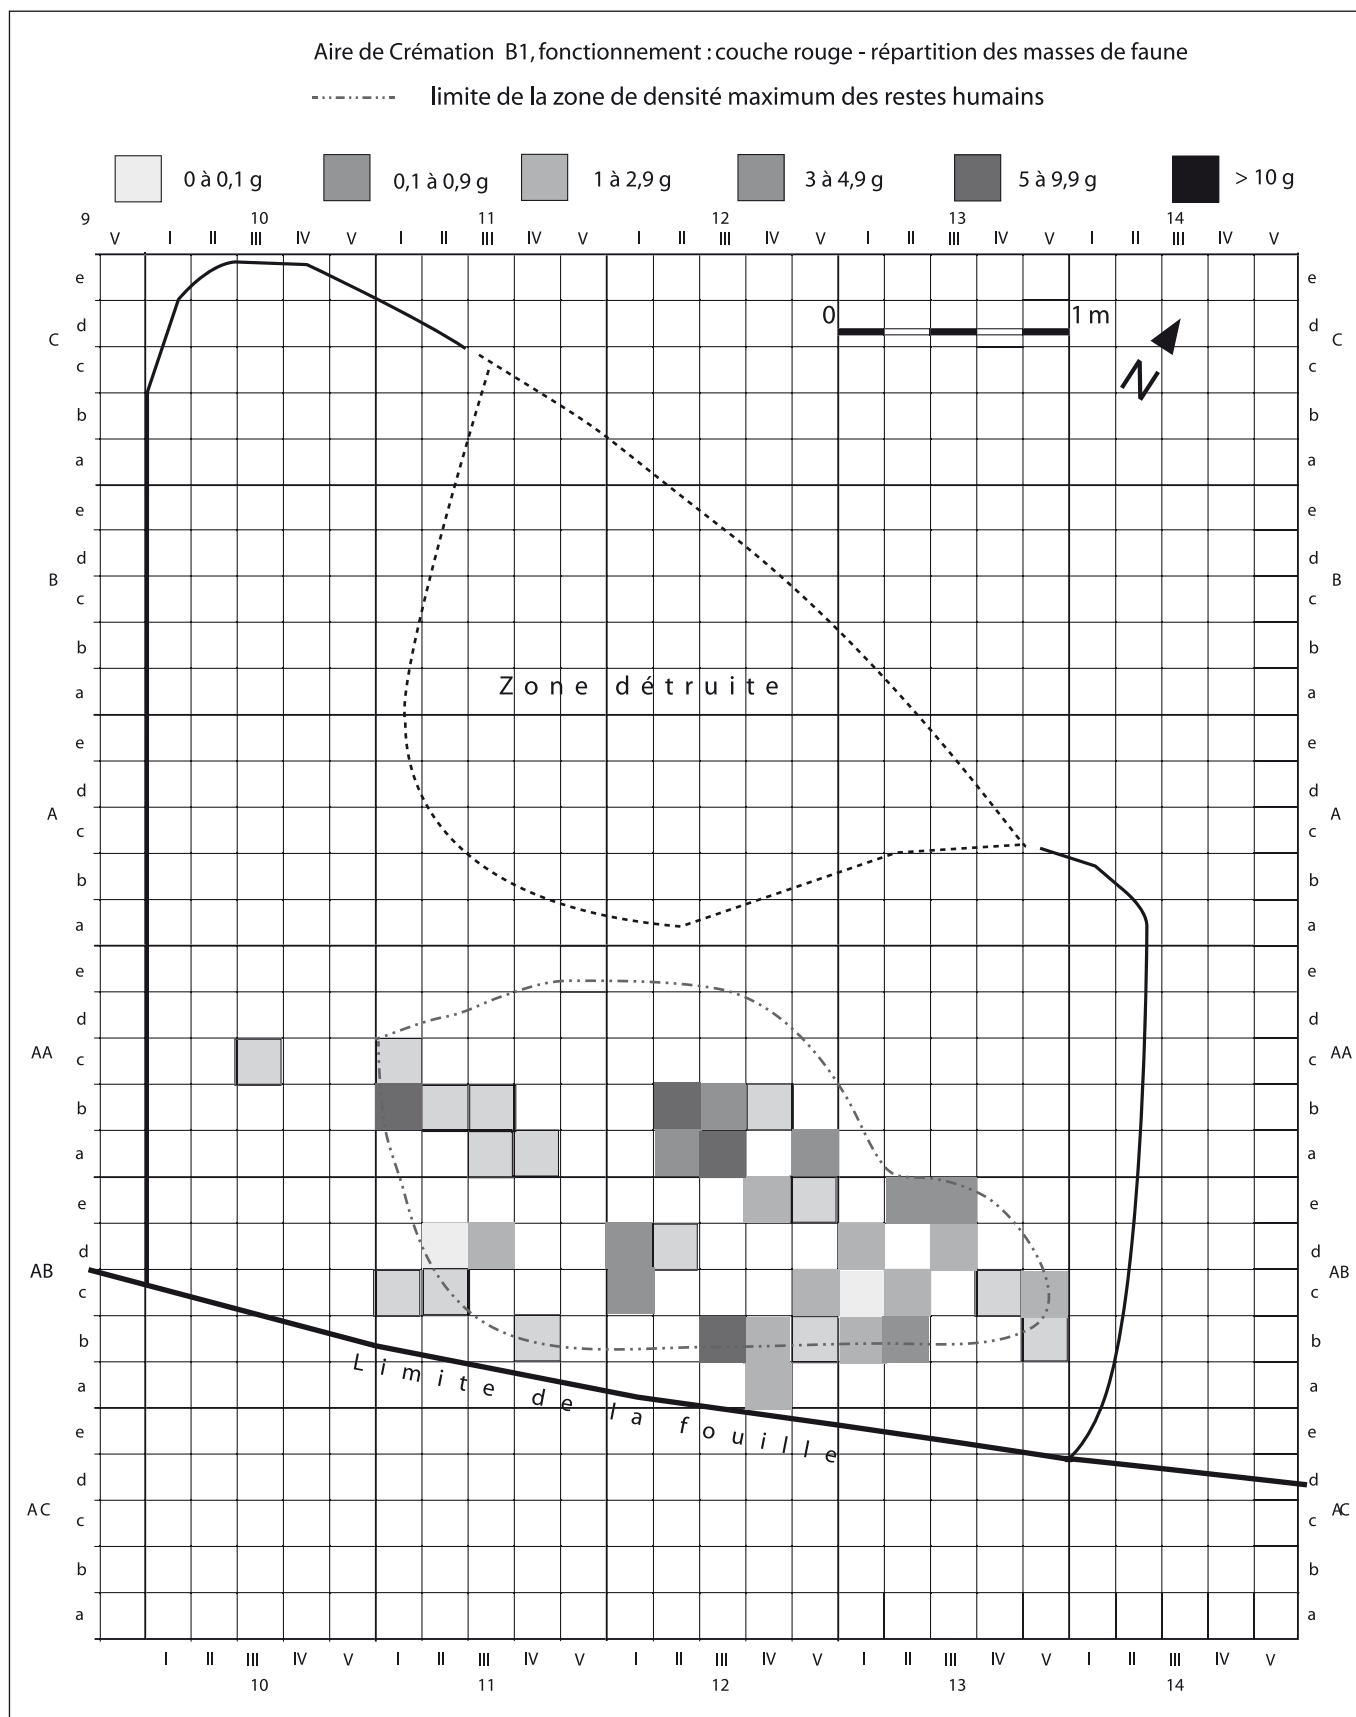 Aire de Crémation B1, fonctionnement : couche rouge - répartition des masses de faune
limite de la zone de densité maximum des restes humains
0 à 0,1 g 0,1 à 0,9 g 1 à 2,9 g 3 à 4,9 g 5 à 9,9 g > 10 g
9 10 11 12 13 14
V I II III IV V I II III IV V I II III IV V I II III IV V I II III IV V
e e
0 1 m
C d d C
c c
N
b b
a a
e e
d d
B B
c c
b b
Zone détruite
a a
e e
d d
A A
c c
b b
a a
e e
d d
AA c c AA
b b
a a
e e
d d
AB AB
c c
b b
Limite de la fouille
a a
e e
d d
AC AC
c c
b b
a a
I II III IV V I II III IV V I II III IV V I II III IV V I II III IV V
10 11 12 13 14